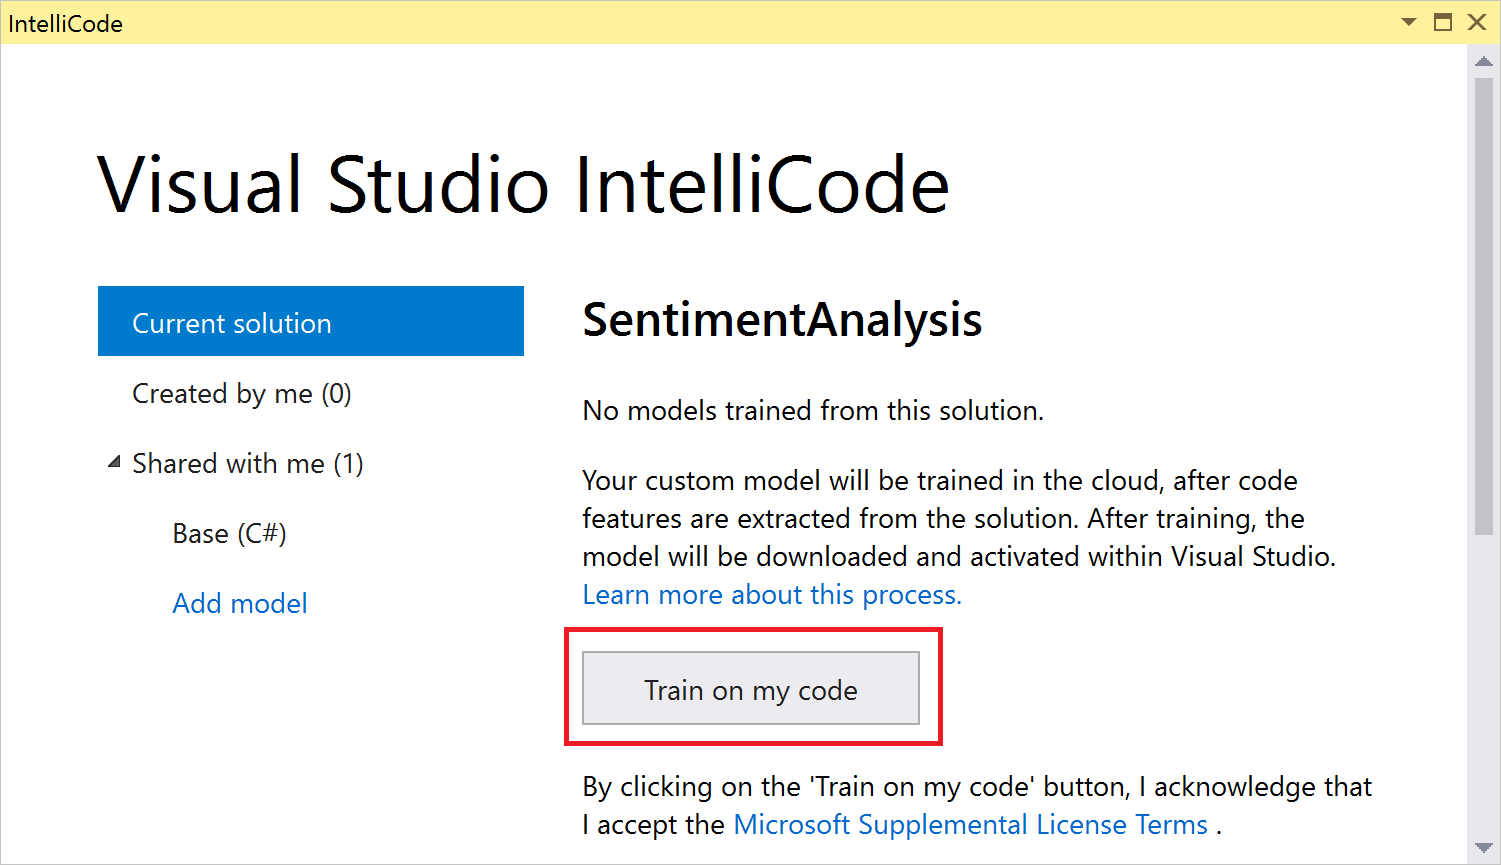 IntelliCode
Visual Studio IntelliCode
Current solution
Created by me (0)
Shared with me (1)
Base (C#)
Add model
SentimentAnalysis
No models trained from this solution.
Your custom model will be trained in the cloud, after code
features are extracted from the solution. After training, the
model will be downloaded and activated within Visual Studio.
Learn more about this process.
Train on my code
By clicking on the 'Train on my code' button, I acknowledge that
I accept the Microsoft Supplemental License Terms .